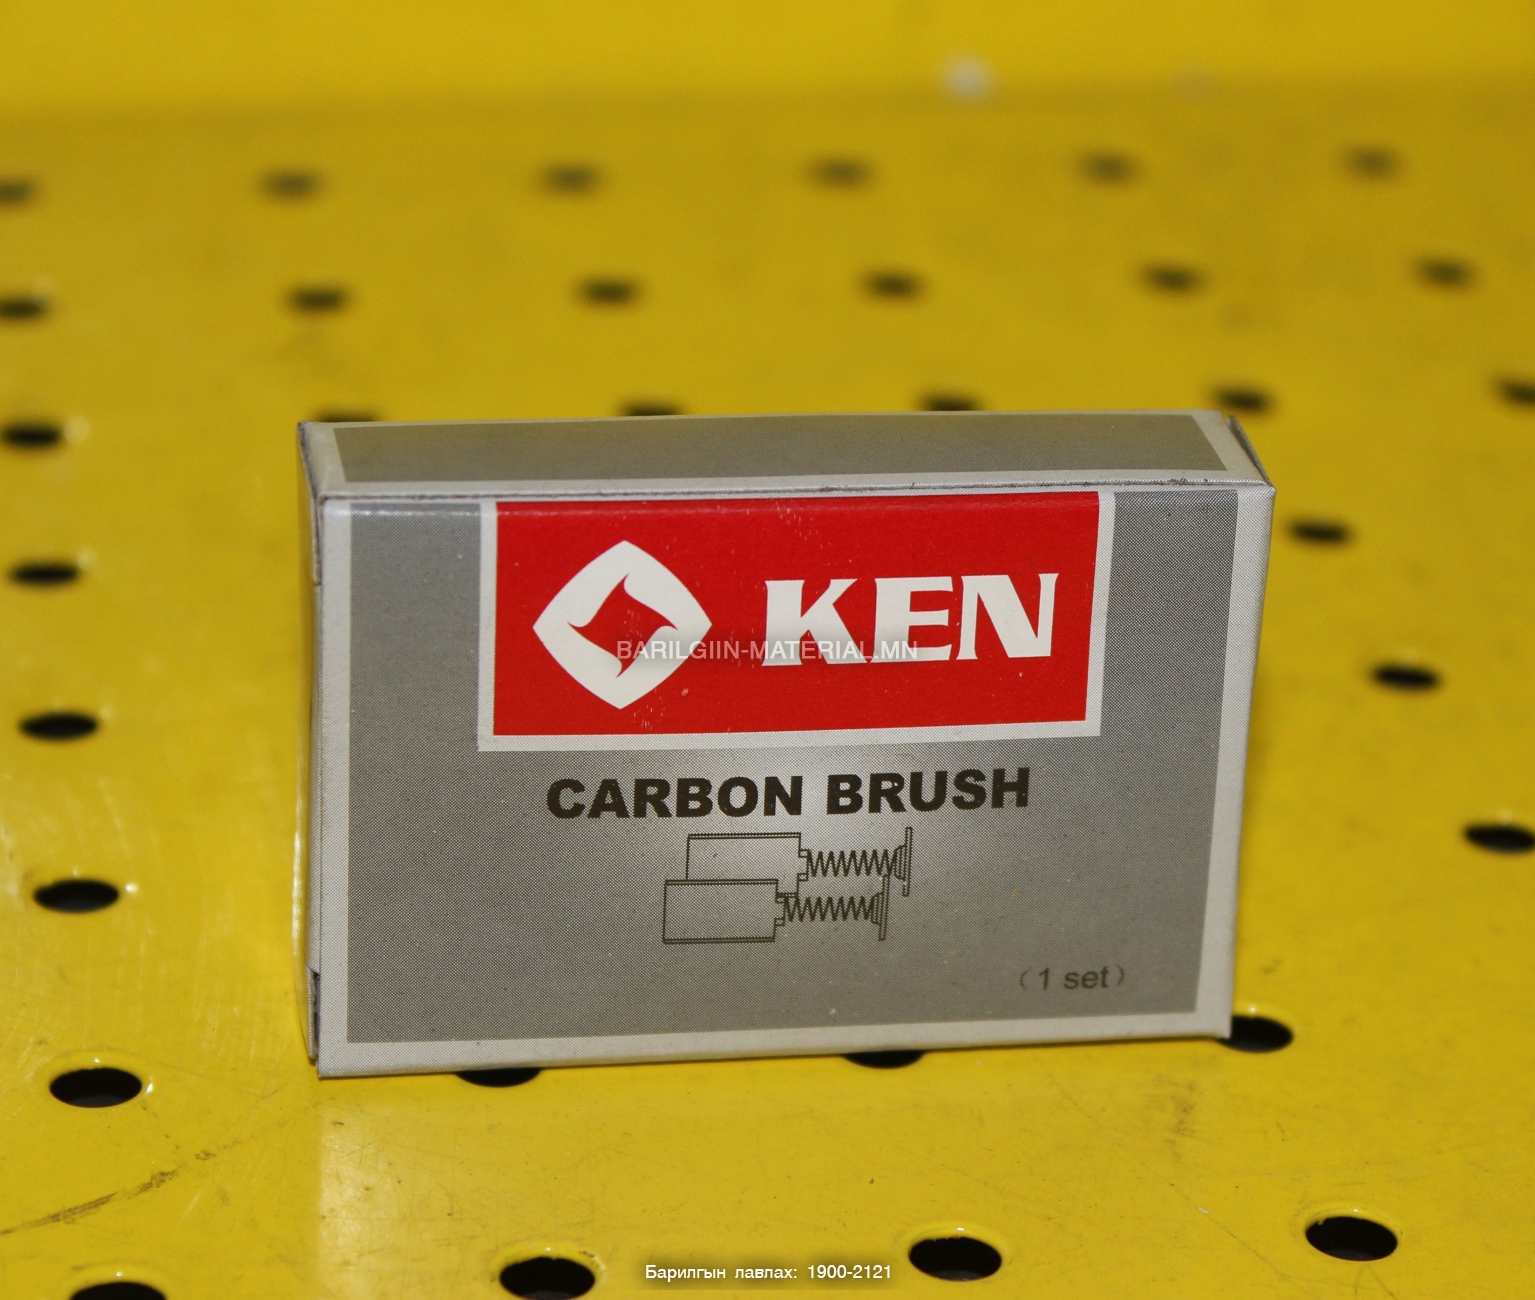 KEN
BARILGIIN-MATERIAL.MN
CARBON BRUSH
(1 set)
Барилгын лавлах: 1900-2121